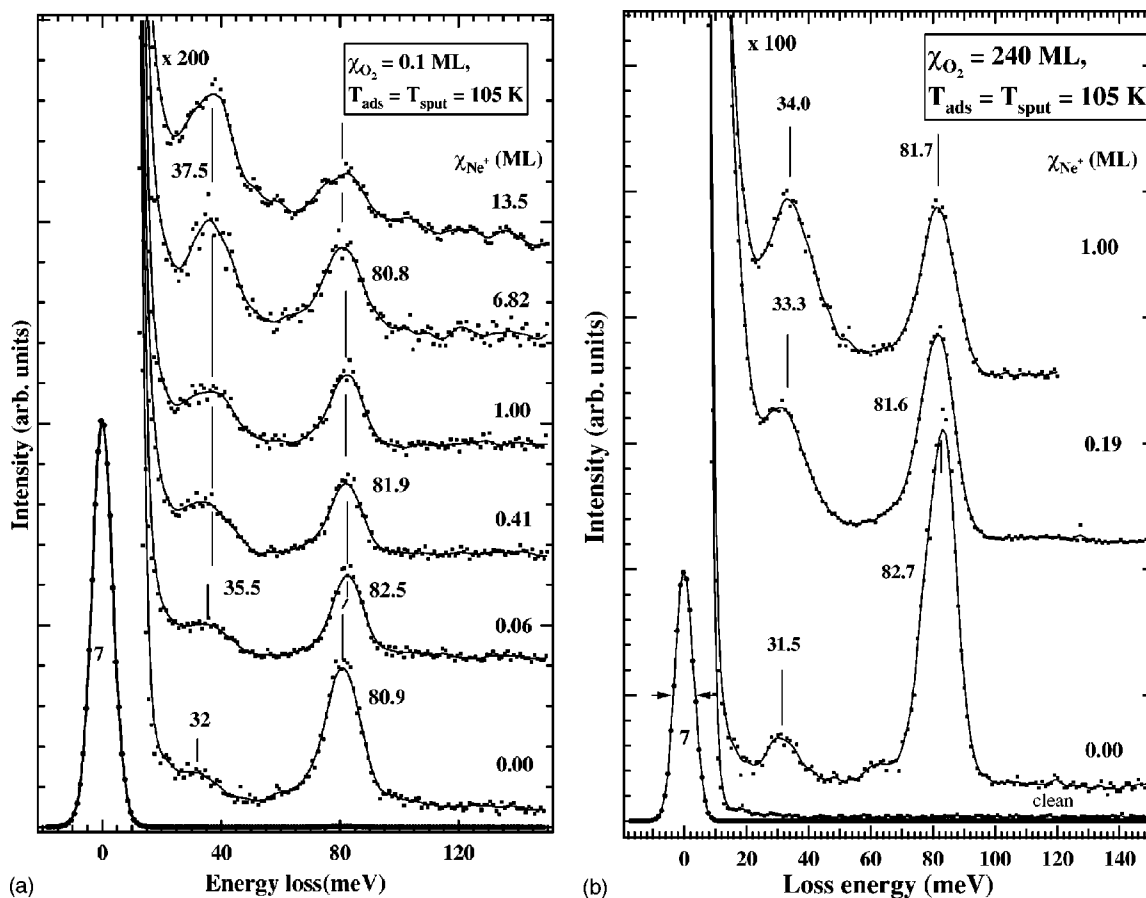 x 200
χO₂ = 0.1 ML,
Tads = Tsput = 105 K
χNe⁺ (ML)
37.5
13.5
80.8
6.82
1.00
81.9
0.41
35.5
82.5
0.06
7
32
80.9
0.00
0
40
80
120
Intensity (arb. units)
Energy loss(meV)
(a)
x 100
χO₂ = 240 ML,
Tads = Tsput = 105 K
34.0
81.7
χNe⁺ (ML)
1.00
33.3
81.6
0.19
82.7
31.5
7
0.00
clean
0
20
40
60
80
100
120
140
Intensity (arb. units)
Loss energy (meV)
(b)